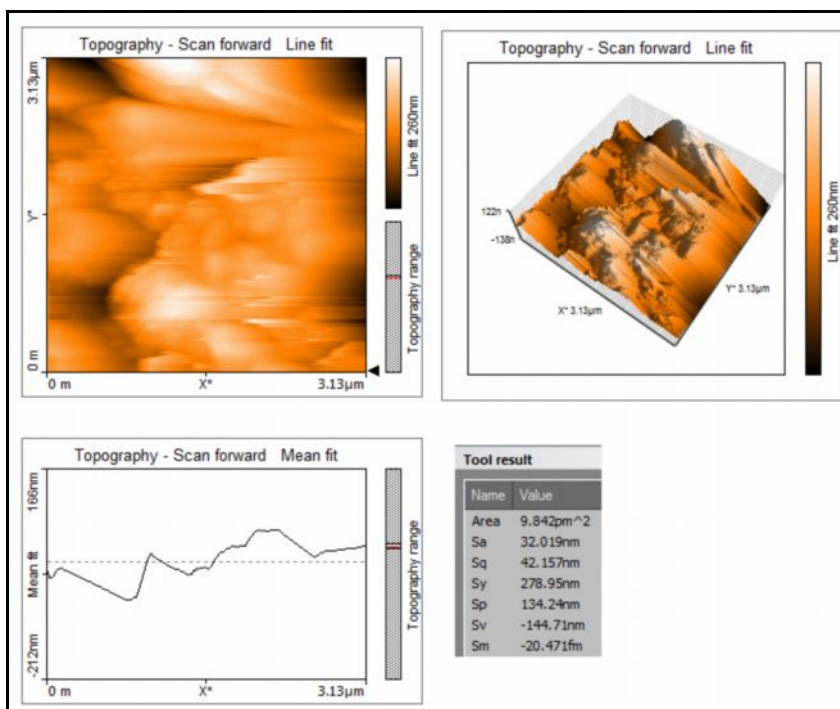 Topography - Scan forward Line fit
3.13µm
Y*
0 m
0 m
X*
3.13µm
Line fit 260nm
Topography range
Topography - Scan forward Line fit
122n
-138n
X* 3.13µm
Y* 3.13µm
Line fit 260nm
Topography - Scan forward Mean fit
166nm
Mean fit
-212nm
0 m
X*
3.13µm
Topography range
Tool result
Name Value
Area 9.842pm^2
Sa 32.019nm
Sq 42.157nm
Sy 278.95nm
Sp 134.24nm
Sv -144.71nm
Sm -20.471fm